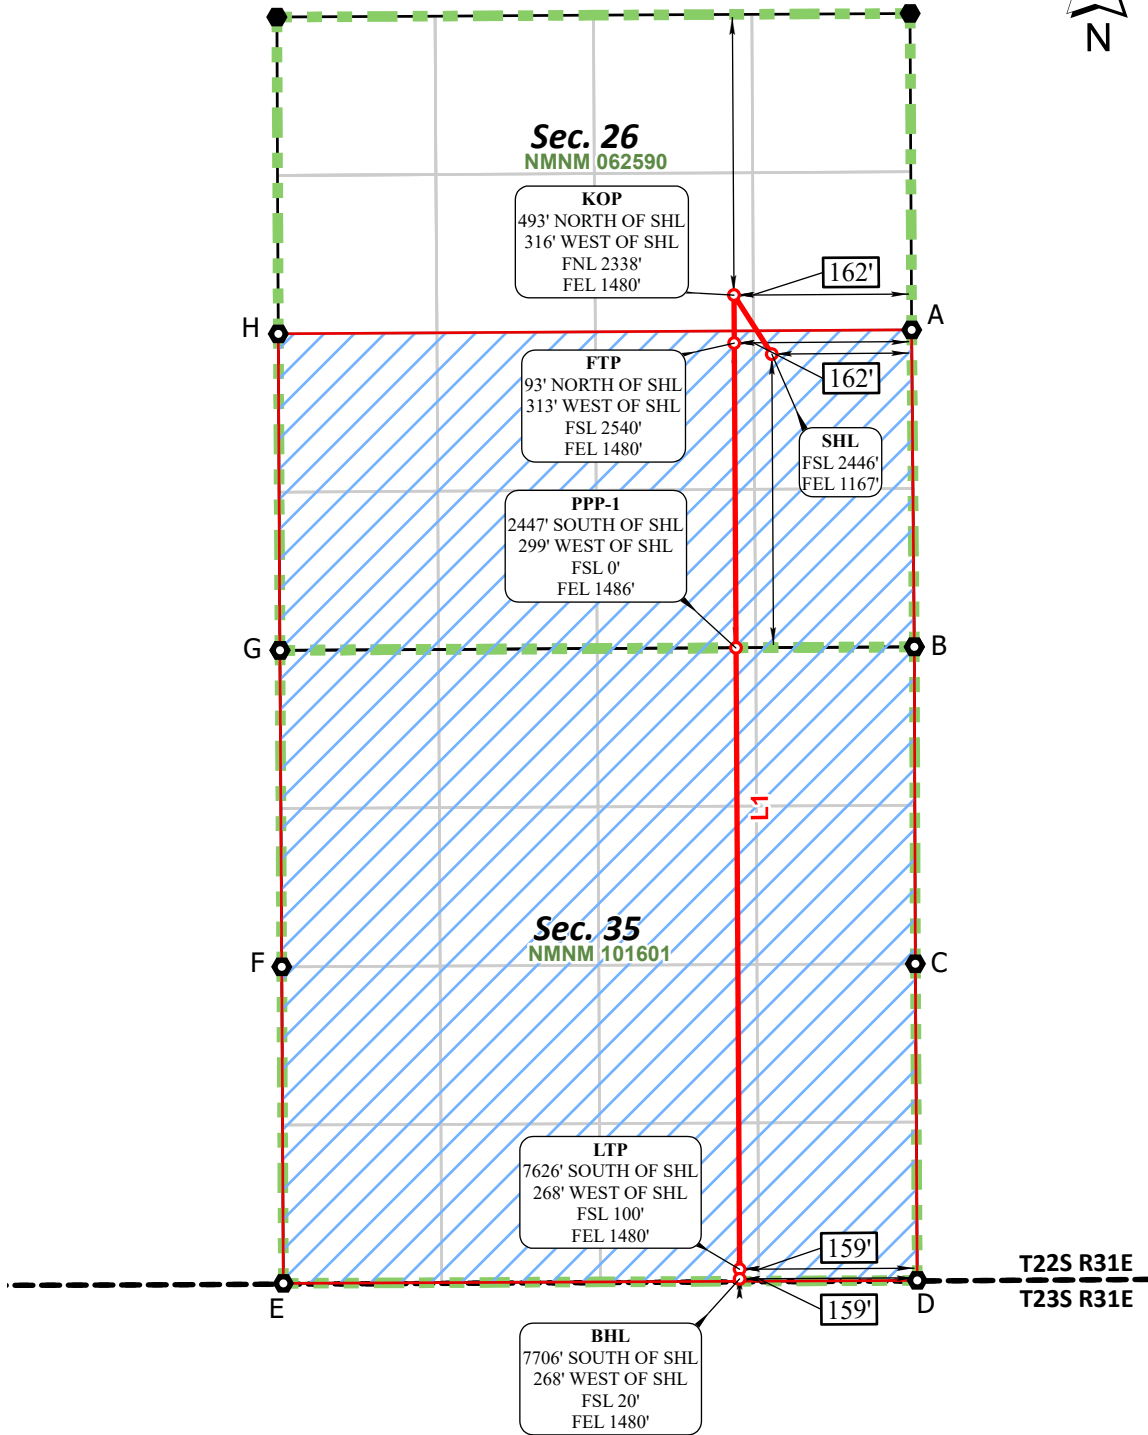 N
Sec. 26
NMNM 062590
KOP
493' NORTH OF SHL
316' WEST OF SHL
FNL 2338'
FEL 1480'
162'
A
H
FTP
93' NORTH OF SHL
313' WEST OF SHL
FSL 2540'
FEL 1480'
162'
SHL
FSL 2446'
FEL 1167'
PPP-1
2447' SOUTH OF SHL
299' WEST OF SHL
FSL 0'
FEL 1486'
G
B
L1
Sec. 35
NMNM 101601
F
C
LTP
7626' SOUTH OF SHL
268' WEST OF SHL
FSL 100'
FEL 1480'
159'
T22S R31E
E
D
T23S R31E
159'
BHL
7706' SOUTH OF SHL
268' WEST OF SHL
FSL 20'
FEL 1480'